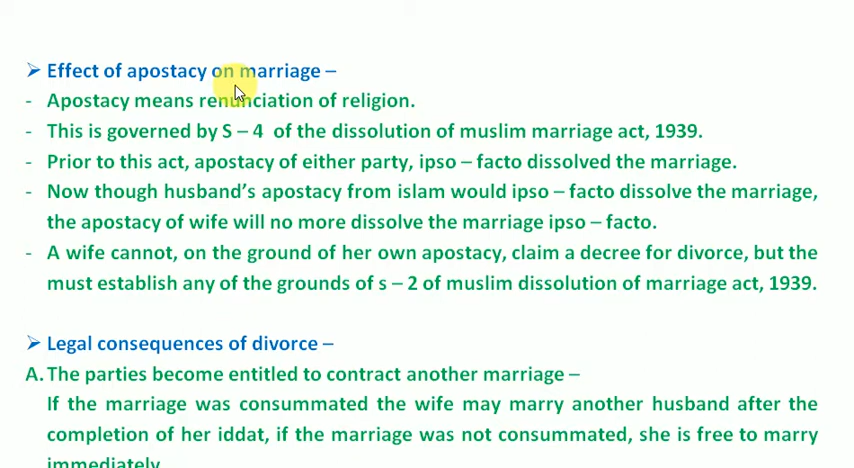 ➢ Effect of apostacy on marriage –
- Apostacy means renunciation of religion.
- This is governed by S – 4 of the dissolution of muslim marriage act, 1939.
- Prior to this act, apostacy of either party, ipso – facto dissolved the marriage.
- Now though husband's apostacy from islam would ipso – facto dissolve the marriage,
the apostacy of wife will no more dissolve the marriage ipso – facto.
- A wife cannot, on the ground of her own apostacy, claim a decree for divorce, but the
must establish any of the grounds of s – 2 of muslim dissolution of marriage act, 1939.
➢ Legal consequences of divorce –
A. The parties become entitled to contract another marriage –
If the marriage was consummated the wife may marry another husband after the
completion of her iddat, if the marriage was not consummated, she is free to marry
immediately.